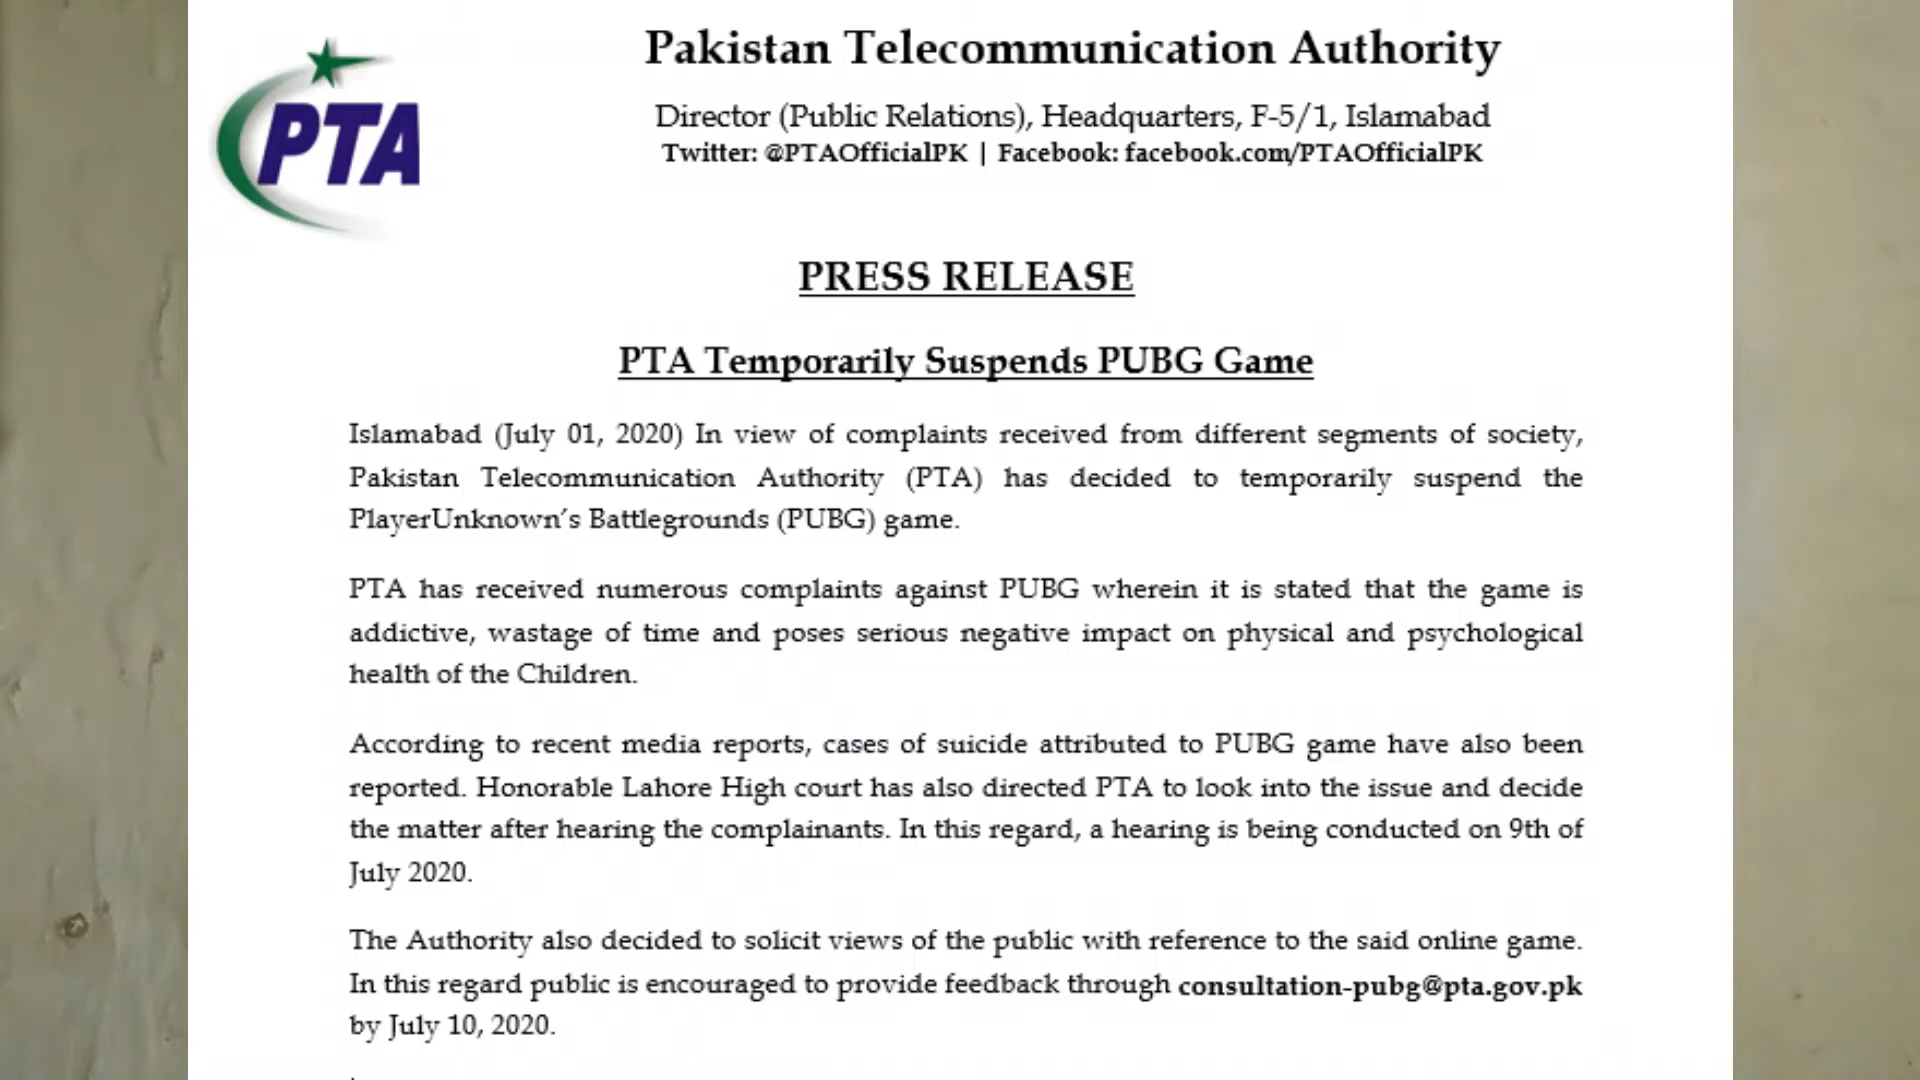 PTA
Pakistan Telecommunication Authority
Director (Public Relations), Headquarters, F-5/1, Islamabad
Twitter: @PTAOfficialPK | Facebook: facebook.com/PTAOfficialPK
PRESS RELEASE
PTA Temporarily Suspends PUBG Game
Islamabad (July 01, 2020) In view of complaints received from different segments of society,
Pakistan Telecommunication Authority (PTA) has decided to temporarily suspend the
PlayerUnknown’s Battlegrounds (PUBG) game.
PTA has received numerous complaints against PUBG wherein it is stated that the game is
addictive, wastage of time and poses serious negative impact on physical and psychological
health of the Children.
According to recent media reports, cases of suicide attributed to PUBG game have also been
reported. Honorable Lahore High court has also directed PTA to look into the issue and decide
the matter after hearing the complainants. In this regard, a hearing is being conducted on 9th of
July 2020.
The Authority also decided to solicit views of the public with reference to the said online game.
In this regard public is encouraged to provide feedback through consultation-pubg@pta.gov.pk
by July 10, 2020.